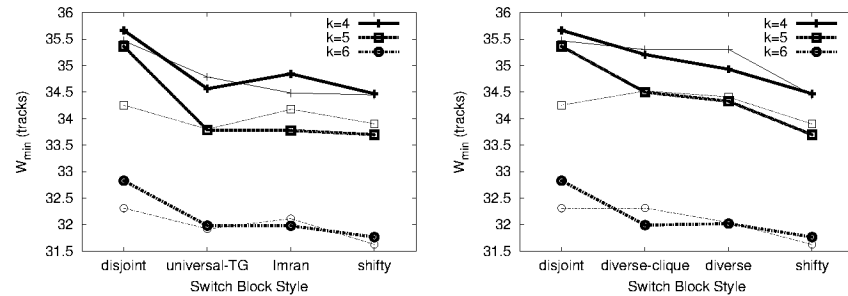 36
35.5
35
34.5
34
33.5
33
32.5
32
31.5
W_min (tracks)
k=4
k=5
k=6
disjoint universal-TG Imran shifty
Switch Block Style
36
35.5
35
34.5
34
33.5
33
32.5
32
31.5
W_min (tracks)
k=4
k=5
k=6
disjoint diverse-clique diverse shifty
Switch Block Style